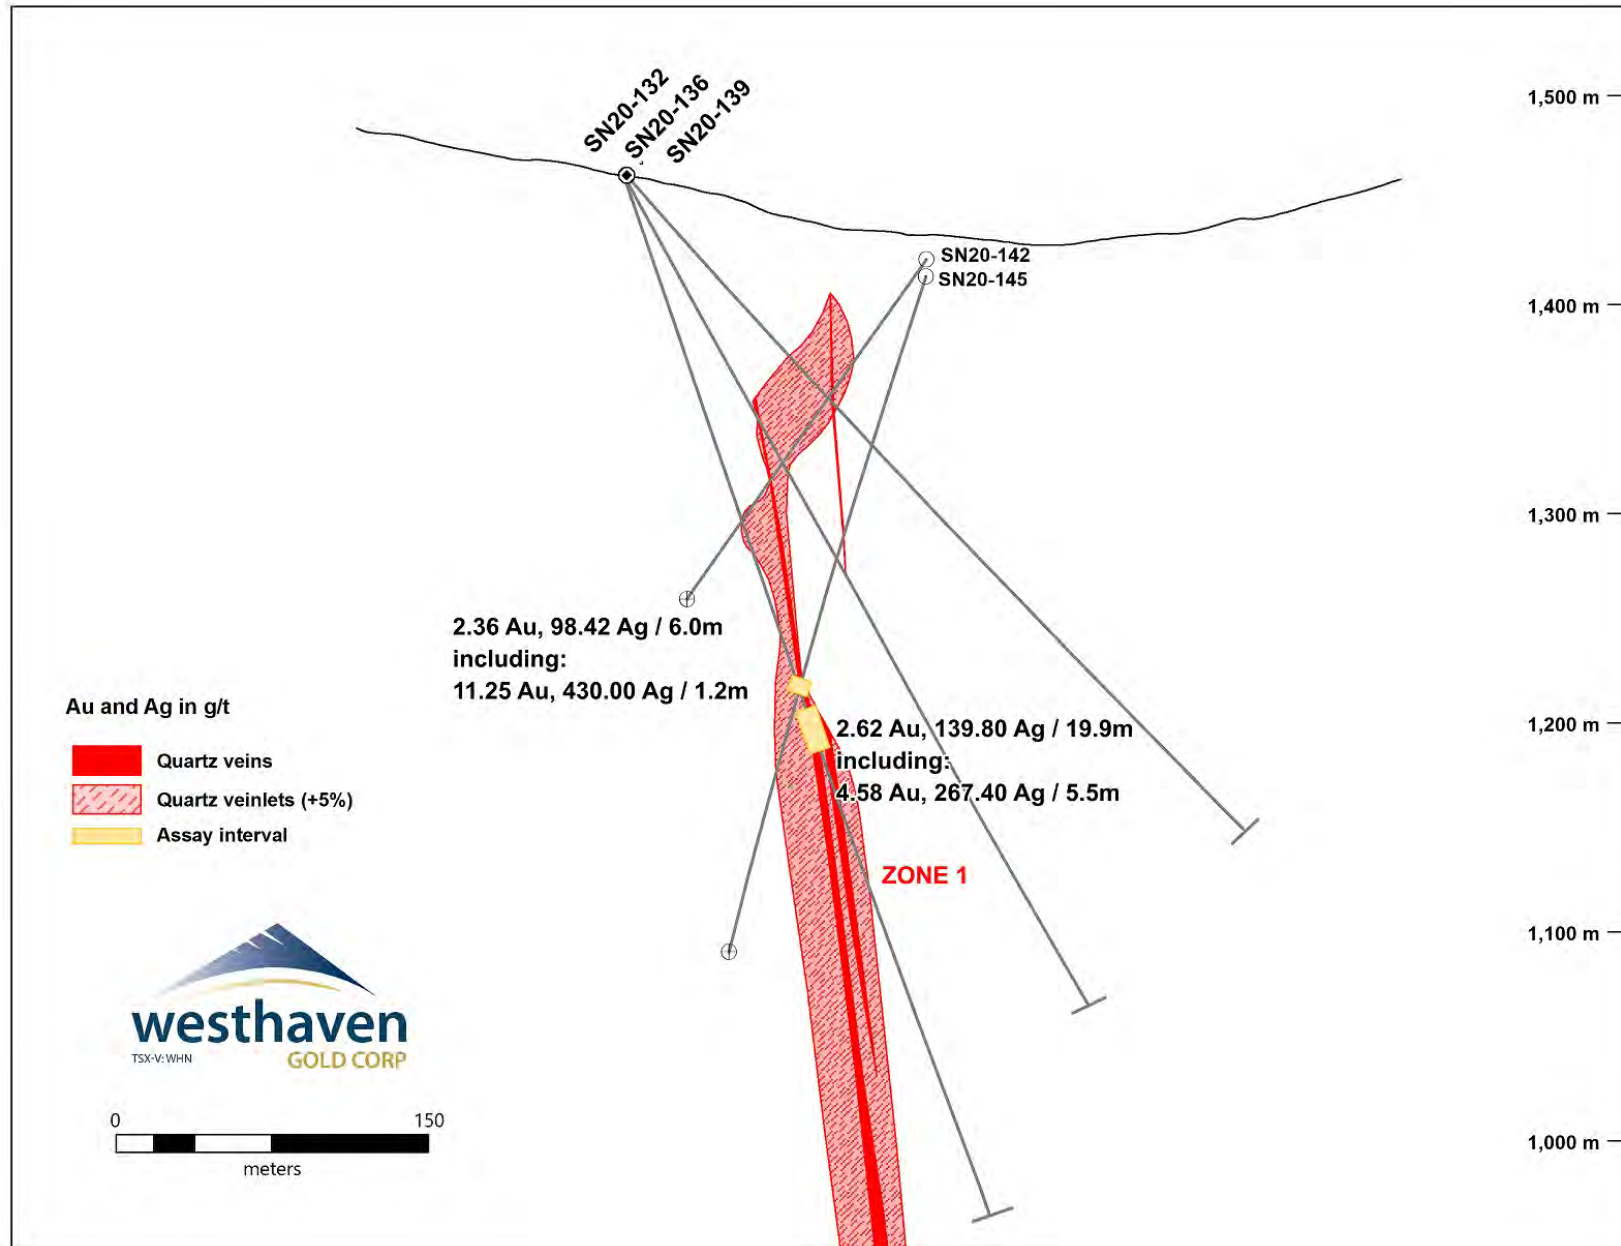 SN20-132
SN20-136
SN20-139
1,500 m
SN20-142
SN20-145
1,400 m
1,300 m
2.36 Au, 98.42 Ag / 6.0m
including:
11.25 Au, 430.00 Ag / 1.2m
Au and Ag in g/t
Quartz veins
Quartz veinlets (+5%)
Assay interval
1,200 m
2.62 Au, 139.80 Ag / 19.9m
including:
4.58 Au, 267.40 Ag / 5.5m
ZONE 1
1,100 m
westhaven
TSX-V: WHN
GOLD CORP
0 150
meters
1,000 m